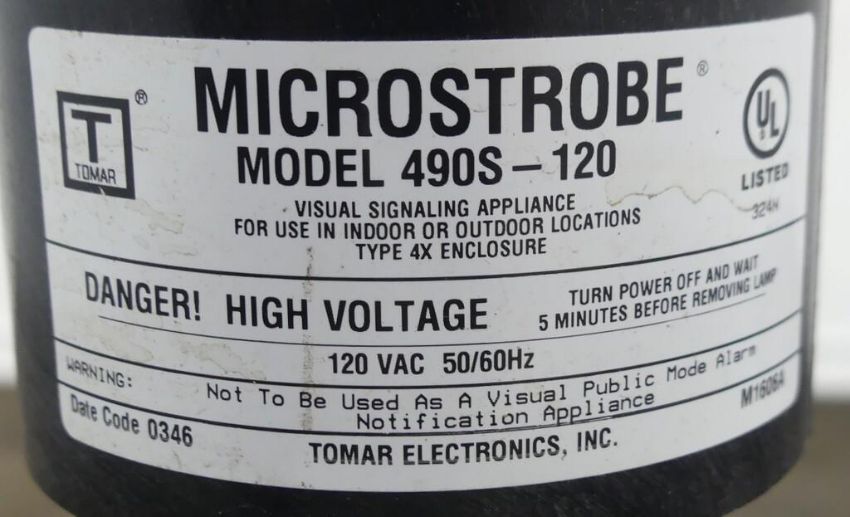 T
TOMAR
®
MICROSTROBE®
MODEL 490S-120
UL
LISTED
324H
VISUAL SIGNALING APPLIANCE
FOR USE IN INDOOR OR OUTDOOR LOCATIONS
TYPE 4X ENCLOSURE
DANGER! HIGH VOLTAGE
TURN POWER OFF AND WAIT
5 MINUTES BEFORE REMOVING LAMP
120 VAC 50/60Hz
WARNING: Not To Be Used As A Visual Public Mode Alarm
Notification Appliance
Date Code 0346
TOMAR ELECTRONICS, INC.
M1606A